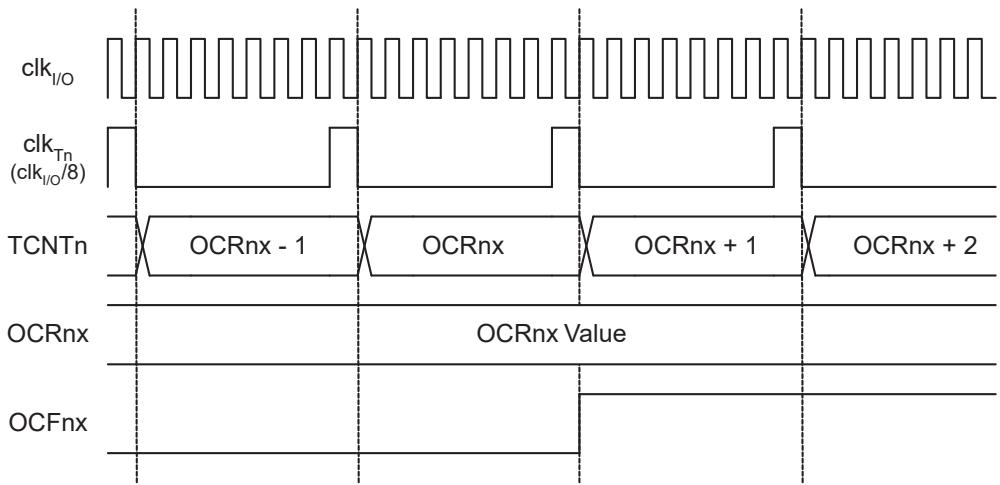 clkI/O
clkTn
(clkI/O/8)
TCNTn OCRnx - 1 OCRnx OCRnx + 1 OCRnx + 2
OCRnx OCRnx Value
OCFnx